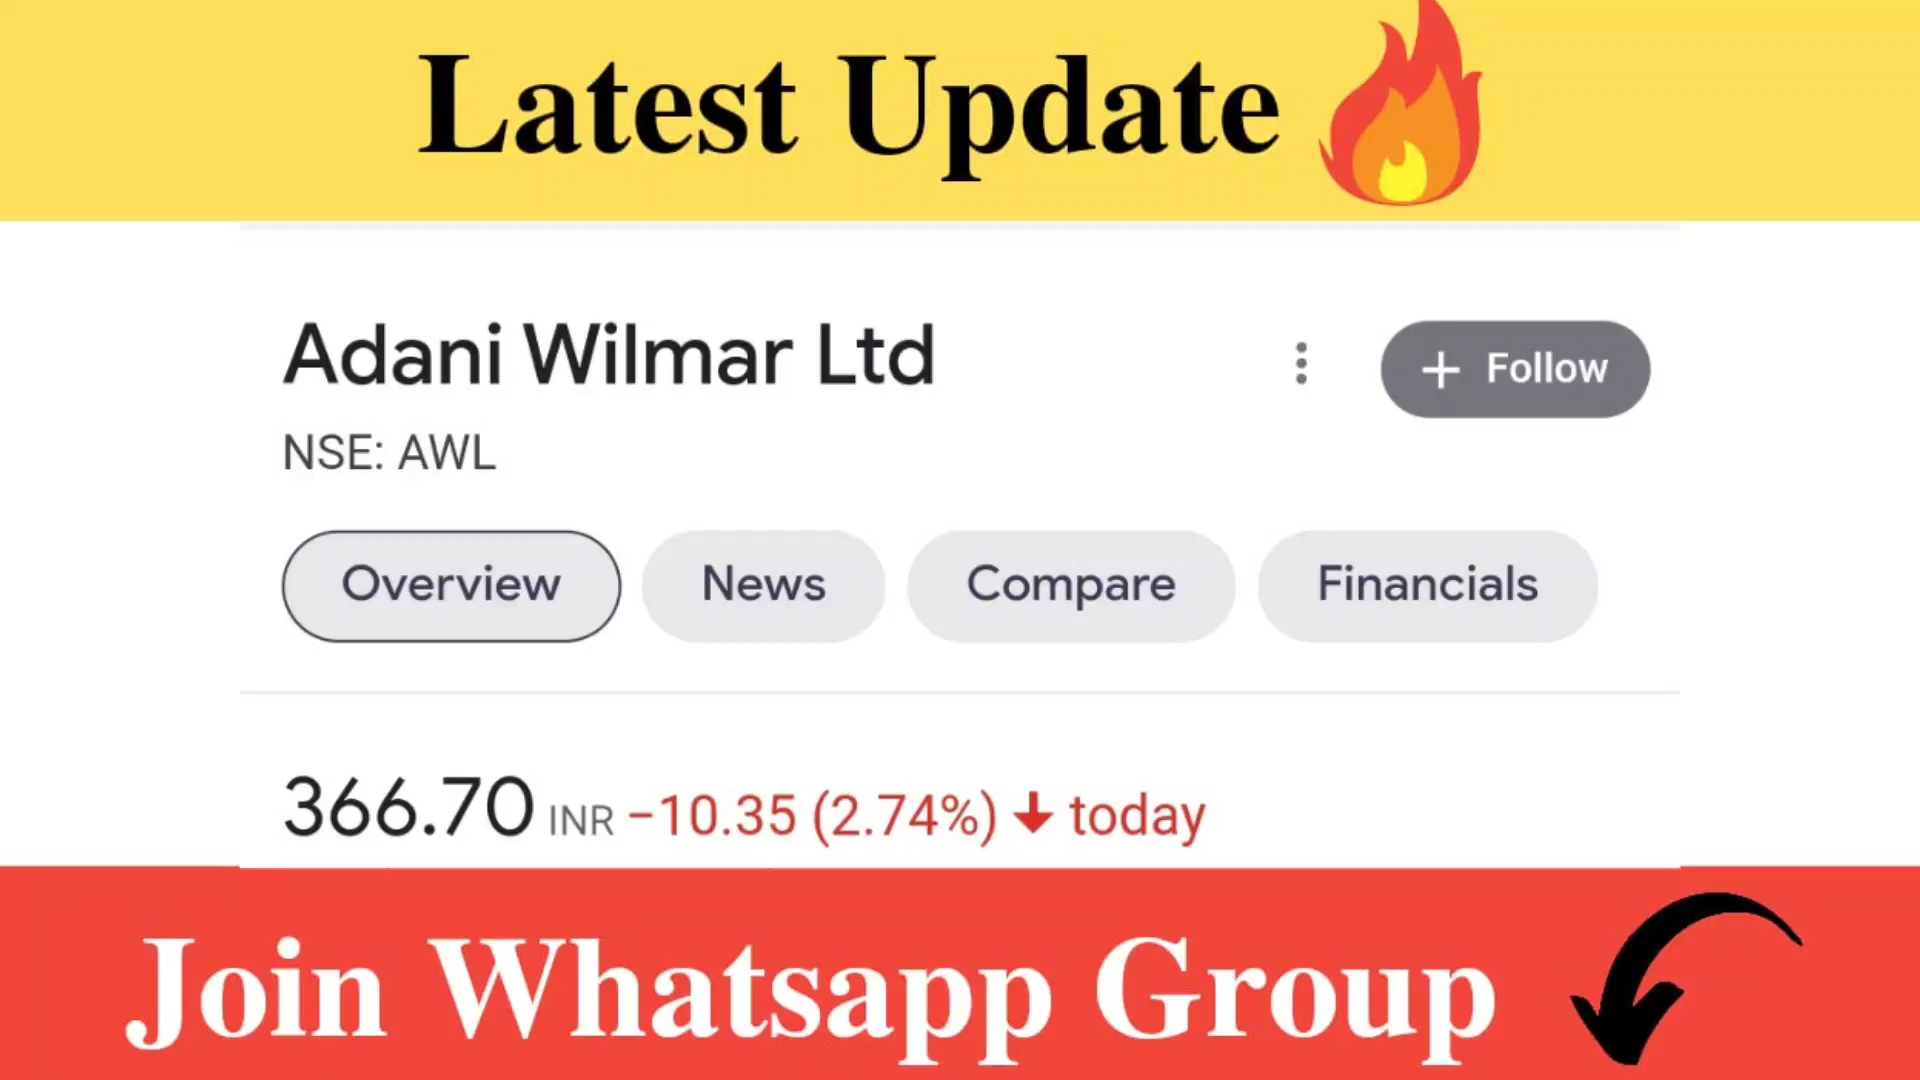 Latest Update
Adani Wilmar Ltd
+ Follow
NSE: AWL
Overview News Compare Financials
366.70 INR −10.35 (2.74%) ↓ today
Join Whatsapp Group